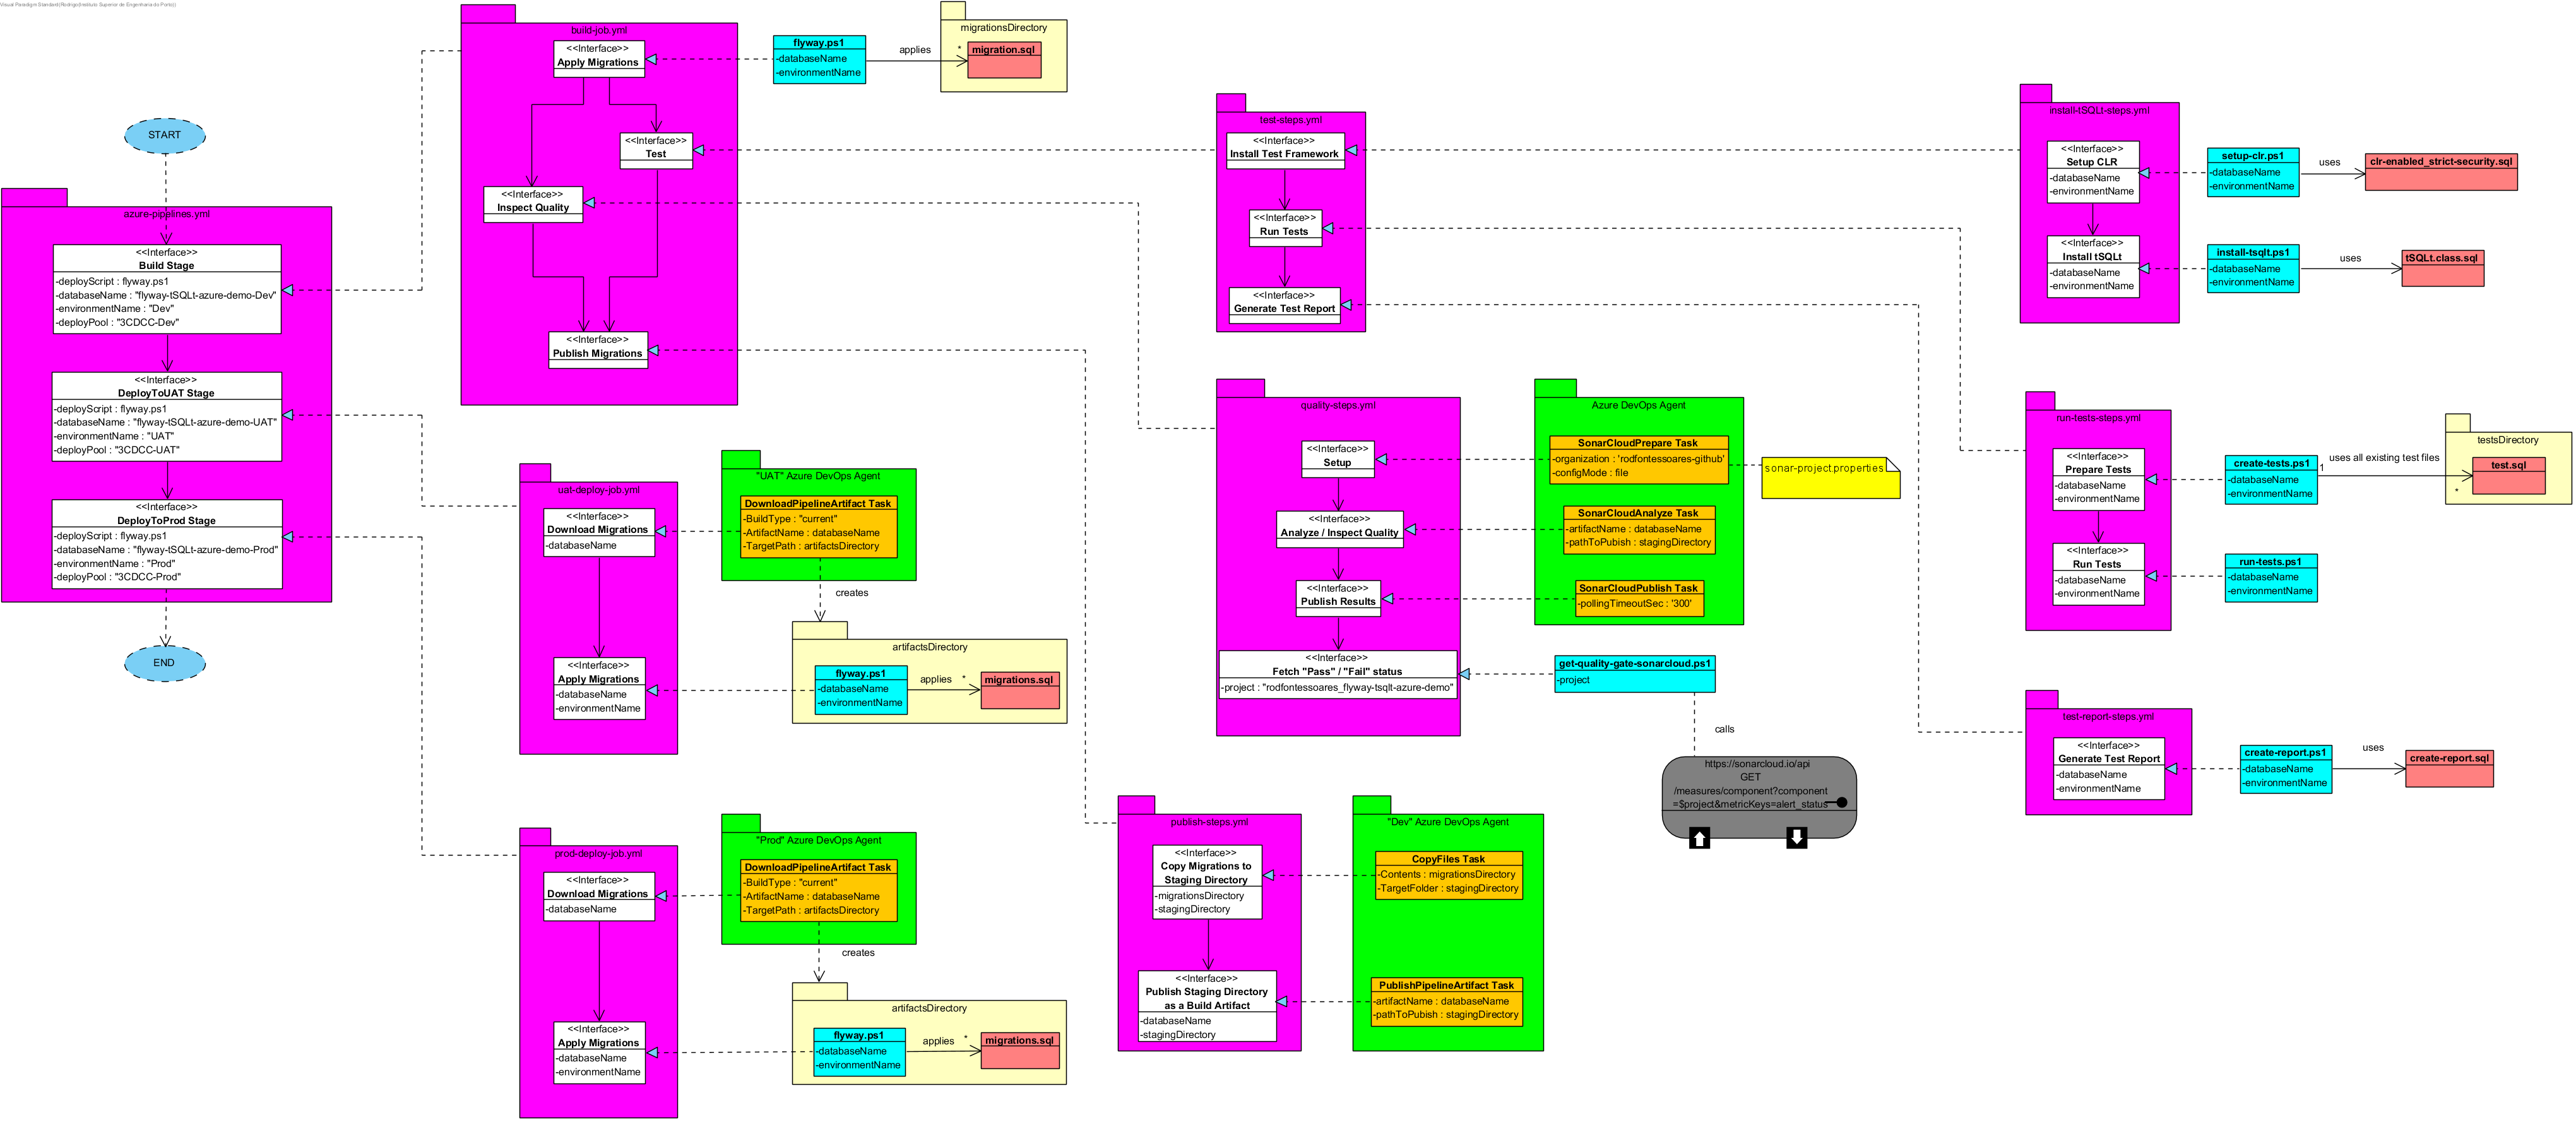 Visual Paradigm Standard(Rodrigo(Instituto Superior de Engenharia do Porto))
START
azure-pipelines.yml
<<Interface>>
Build Stage
-deployScript : flyway.ps1
-databaseName : "flyway-tSQLt-azure-demo-Dev"
-environmentName : "Dev"
-deployPool : "3CDCC-Dev"
<<Interface>>
DeployToUAT Stage
-deployScript : flyway.ps1
-databaseName : "flyway-tSQLt-azure-demo-UAT"
-environmentName : "UAT"
-deployPool : "3CDCC-UAT"
<<Interface>>
DeployToProd Stage
-deployScript : flyway.ps1
-databaseName : "flyway-tSQLt-azure-demo-Prod"
-environmentName : "Prod"
-deployPool : "3CDCC-Prod"
END
build-job.yml
<<Interface>>
Apply Migrations
<<Interface>>
Test
<<Interface>>
Inspect Quality
<<Interface>>
Publish Migrations
flyway.ps1
-databaseName
-environmentName
applies
*
migrationsDirectory
migration.sql
uat-deploy-job.yml
<<Interface>>
Download Migrations
-databaseName
<<Interface>>
Apply Migrations
-databaseName
-environmentName
"UAT" Azure DevOps Agent
DownloadPipelineArtifact Task
-BuildType : "current"
-ArtifactName : databaseName
-TargetPath : artifactsDirectory
creates
artifactsDirectory
flyway.ps1
-databaseName
-environmentName
applies
*
migrations.sql
prod-deploy-job.yml
<<Interface>>
Download Migrations
-databaseName
<<Interface>>
Apply Migrations
-databaseName
-environmentName
"Prod" Azure DevOps Agent
DownloadPipelineArtifact Task
-BuildType : "current"
-ArtifactName : databaseName
-TargetPath : artifactsDirectory
creates
artifactsDirectory
flyway.ps1
-databaseName
-environmentName
applies
*
migrations.sql
test-steps.yml
<<Interface>>
Install Test Framework
<<Interface>>
Run Tests
<<Interface>>
Generate Test Report
quality-steps.yml
<<Interface>>
Setup
<<Interface>>
Analyze / Inspect Quality
<<Interface>>
Publish Results
<<Interface>>
Fetch "Pass" / "Fail" status
-project : "rodfontessoares_flyway-tsqlt-azure-demo"
Azure DevOps Agent
SonarCloudPrepare Task
-organization : 'rodfontessoares-github'
-configMode : file
SonarCloudAnalyze Task
-artifactName : databaseName
-pathToPubish : stagingDirectory
SonarCloudPublish Task
-pollingTimeoutSec : '300'
sonar-project.properties
get-quality-gate-sonarcloud.ps1
-project
calls
https://sonarcloud.io/api
GET
/measures/component?component
=$project&metricKeys=alert_status
publish-steps.yml
<<Interface>>
Copy Migrations to
Staging Directory
-migrationsDirectory
-stagingDirectory
<<Interface>>
Publish Staging Directory
as a Build Artifact
-databaseName
-stagingDirectory
"Dev" Azure DevOps Agent
CopyFiles Task
-Contents : migrationsDirectory
-TargetFolder : stagingDirectory
PublishPipelineArtifact Task
-artifactName : databaseName
-pathToPubish : stagingDirectory
install-tSQLt-steps.yml
<<Interface>>
Setup CLR
-databaseName
-environmentName
<<Interface>>
Install tSQLt
-databaseName
-environmentName
setup-clr.ps1
-databaseName
-environmentName
uses
clr-enabled_strict-security.sql
install-tsqlt.ps1
-databaseName
-environmentName
uses
tSQLt.class.sql
run-tests-steps.yml
<<Interface>>
Prepare Tests
-databaseName
-environmentName
<<Interface>>
Run Tests
-databaseName
-environmentName
create-tests.ps1
-databaseName
-environmentName
1
uses all existing test files
*
testsDirectory
test.sql
run-tests.ps1
-databaseName
-environmentName
test-report-steps.yml
<<Interface>>
Generate Test Report
-databaseName
-environmentName
create-report.ps1
-databaseName
-environmentName
uses
create-report.sql